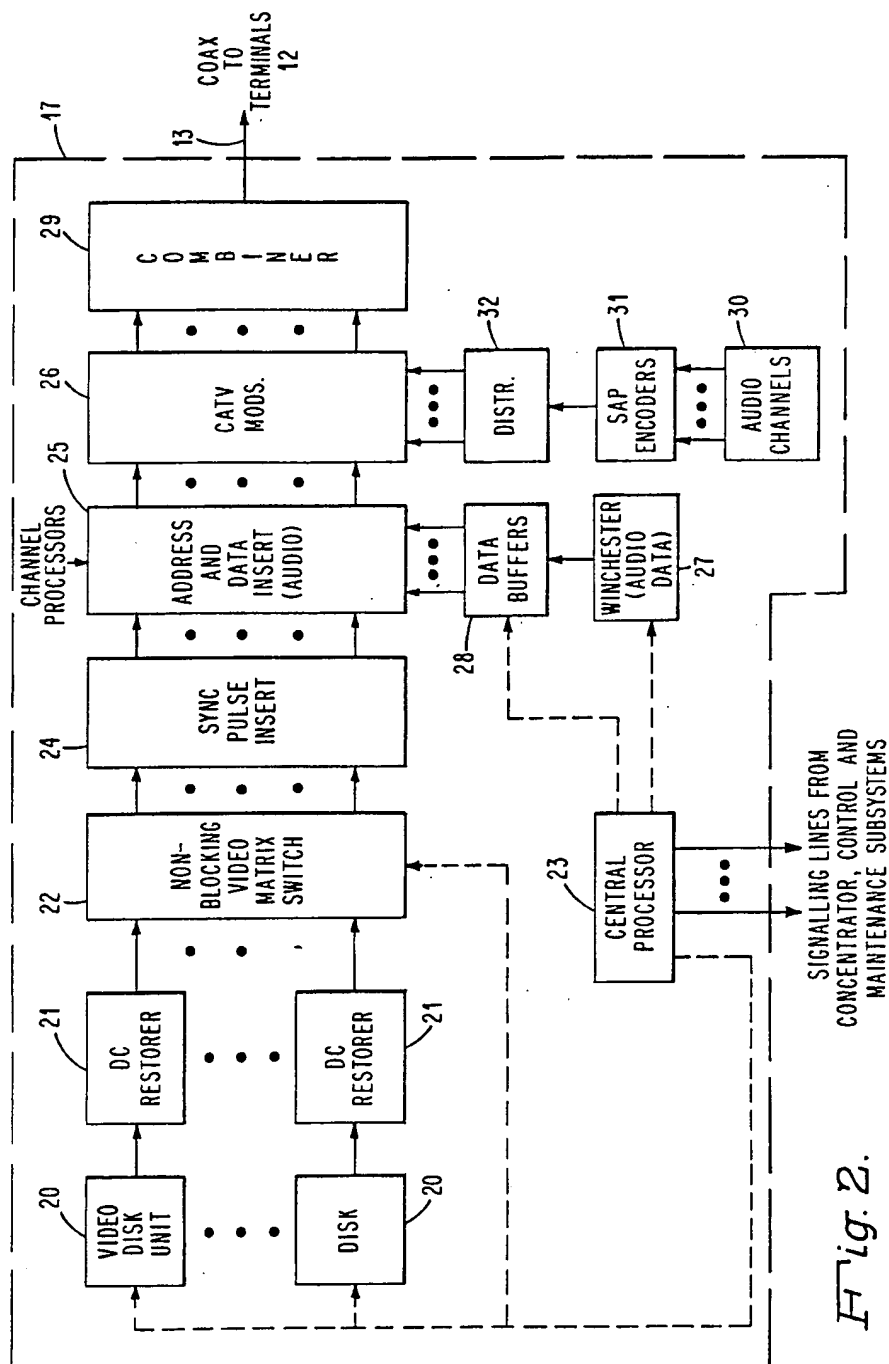 17
20
VIDEO
DISK
UNIT
20
DISK
21
DC
RESTORER
21
DC
RESTORER
22
NON-
BLOCKING
VIDEO
MATRIX
SWITCH
24
SYNC
PULSE
INSERT
CHANNEL
PROCESSORS
25
ADDRESS
AND
DATA
INSERT
(AUDIO)
26
CATV
MODS.
29
COMBINER
13
COAX
TO
TERMINALS
12
28
DATA
BUFFERS
WINCHESTER
(AUDIO
DATA)
27
32
DISTR.
31
SAP
ENCODERS
30
AUDIO
CHANNELS
23
CENTRAL
PROCESSOR
SIGNALLING LINES FROM
CONCENTRATOR, CONTROL AND
MAINTENANCE SUBSYSTEMS
Fig. 2.